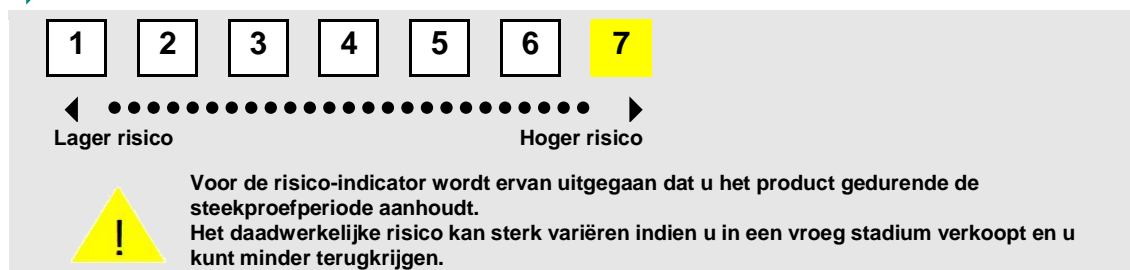 1 2 3 4 5 6 7
Lager risico Hoger risico
Voor de risico-indicator wordt ervan uitgegaan dat u het product gedurende de
steekproefperiode aanhoudt.
!
Het daadwerkelijke risico kan sterk variëren indien u in een vroeg stadium verkoopt en u
kunt minder terugkrijgen.